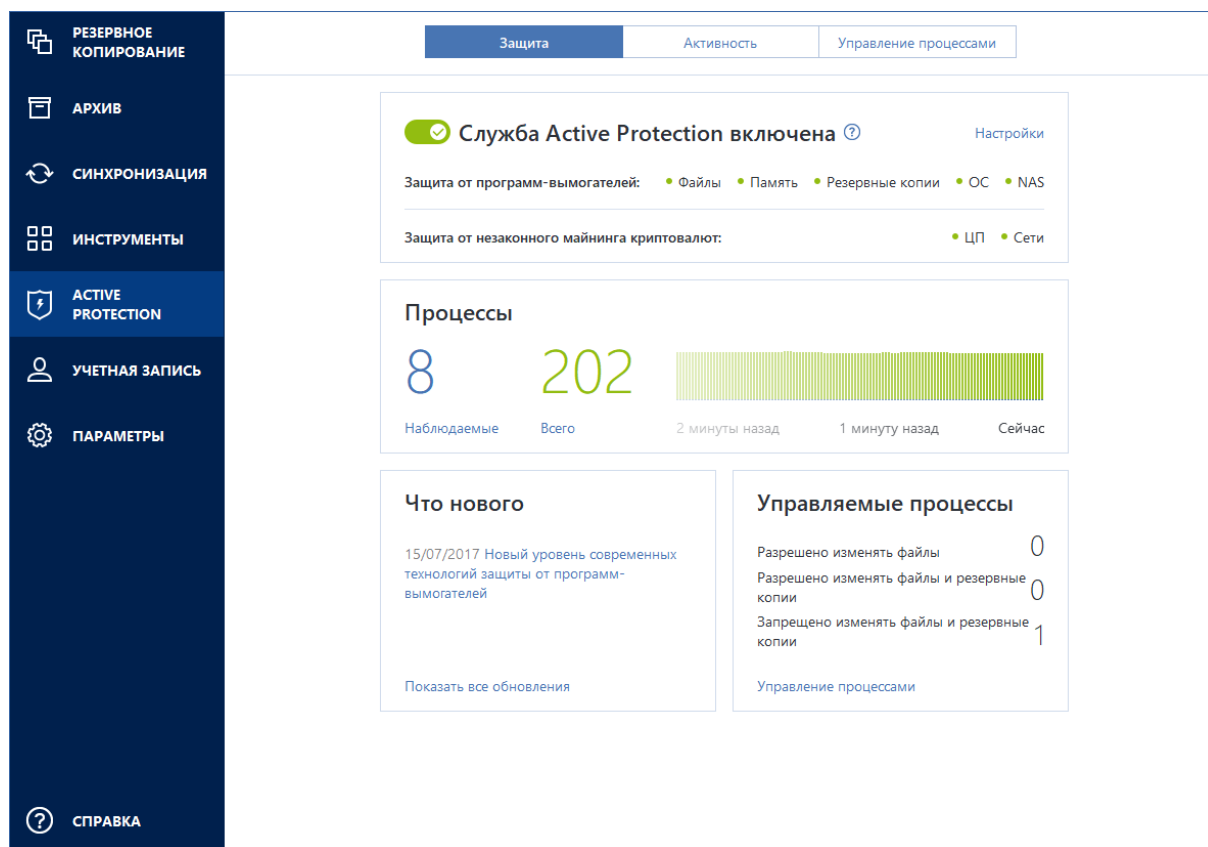 РЕЗЕРВНОЕ
КОПИРОВАНИЕ
АРХИВ
СИНХРОНИЗАЦИЯ
ИНСТРУМЕНТЫ
ACTIVE
PROTECTION
УЧЕТНАЯ ЗАПИСЬ
ПАРАМЕТРЫ
СПРАВКА
Защита Активность Управление процессами
Служба Active Protection включена ? Настройки
Защита от программ-вымогателей: • Файлы • Память • Резервные копии • ОС • NAS
Защита от незаконного майнинга криптовалют: • ЦП • Сети
Процессы
8 202
Наблюдаемые Всего 2 минуты назад 1 минуту назад Сейчас
Что нового
15/07/2017 Новый уровень современных
технологий защиты от программ-
вымогателей
Показать все обновления
Управляемые процессы
Разрешено изменять файлы 0
Разрешено изменять файлы и резервные
копии 0
Запрещено изменять файлы и резервные
копии 1
Управление процессами